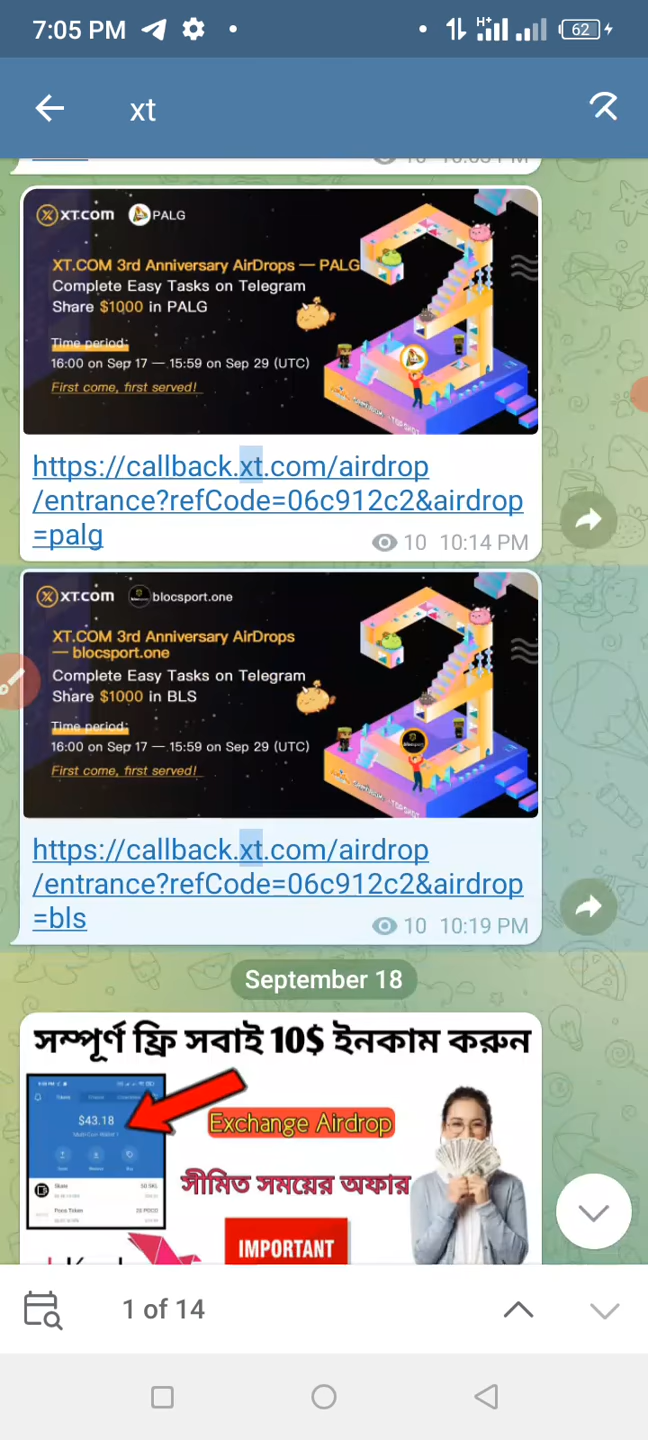 7:05 PM
62
xt
XT.COM PALG
XT.COM 3rd Anniversary AirDrops — PALG
Complete Easy Tasks on Telegram
Share $1000 in PALG
Time period:
16:00 on Sep 17 — 15:59 on Sep 29 (UTC)
First come, first served!
https://callback.xt.com/airdrop
/entrance?refCode=06c912c2&airdrop
=palg
10 10:14 PM
XT.COM blocsport.one
XT.COM 3rd Anniversary AirDrops
— blocsport.one
Complete Easy Tasks on Telegram
Share $1000 in BLS
Time period:
16:00 on Sep 17 — 15:59 on Sep 29 (UTC)
First come, first served!
https://callback.xt.com/airdrop
/entrance?refCode=06c912c2&airdrop
=bls
10 10:19 PM
September 18
সম্পূর্ণ ফ্রি সবাই 10$ ইনকাম করুন
$43.18
Exchange Airdrop
সীমিত সময়ের অফার
IMPORTANT
1 of 14